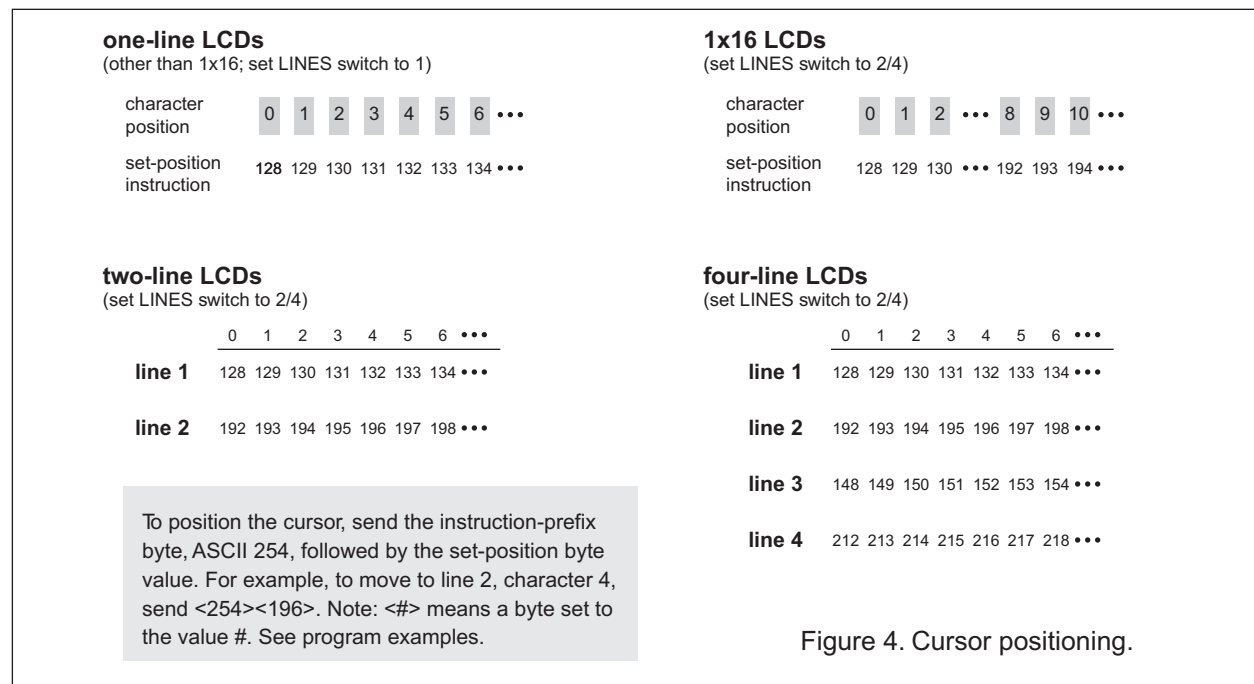 one-line LCDs
(other than 1x16; set LINES switch to 1)
character
position
0 1 2 3 4 5 6 •••
set-position
instruction
128 129 130 131 132 133 134 •••
1x16 LCDs
(set LINES switch to 2/4)
character
position
0 1 2 ••• 8 9 10 •••
set-position
instruction
128 129 130 ••• 192 193 194 •••
two-line LCDs
(set LINES switch to 2/4)
0 1 2 3 4 5 6 •••
line 1 128 129 130 131 132 133 134 •••
line 2 192 193 194 195 196 197 198 •••
To position the cursor, send the instruction-prefix
byte, ASCII 254, followed by the set-position byte
value. For example, to move to line 2, character 4,
send <254><196>. Note: <#> means a byte set to
the value #. See program examples.
four-line LCDs
(set LINES switch to 2/4)
0 1 2 3 4 5 6 •••
line 1 128 129 130 131 132 133 134 •••
line 2 192 193 194 195 196 197 198 •••
line 3 148 149 150 151 152 153 154 •••
line 4 212 213 214 215 216 217 218 •••
Figure 4. Cursor positioning.